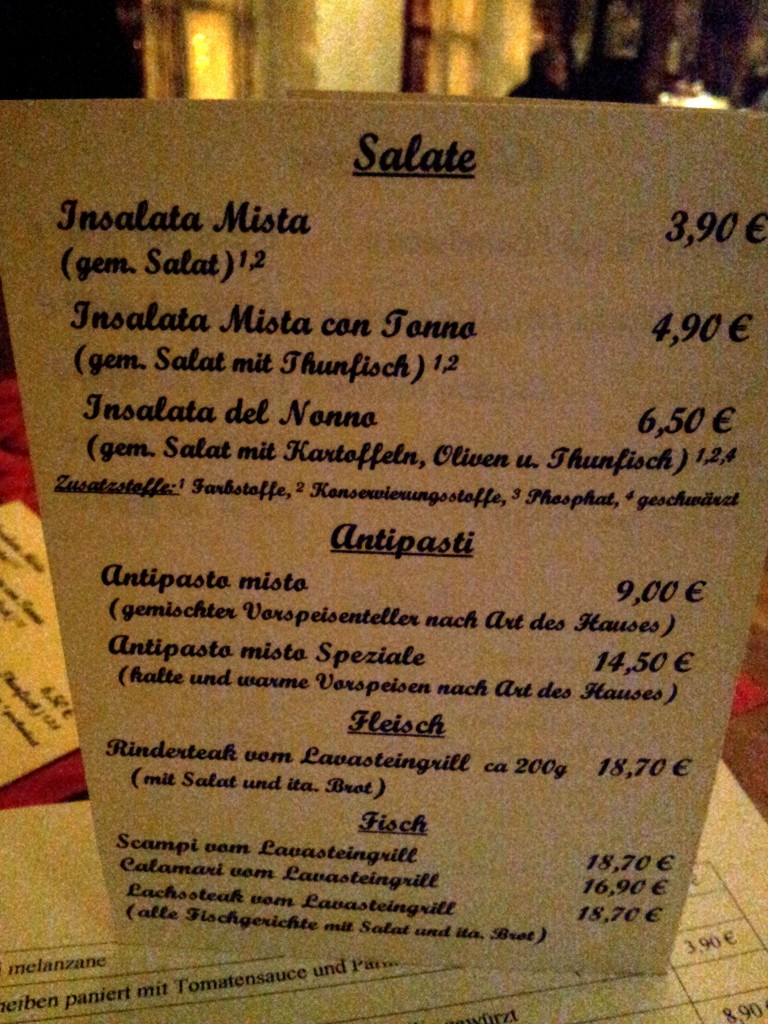 Salate
Insalata Mista 3,90 €
(gem. Salat) 1,2
Insalata Mista con Tonno 4,90 €
(gem. Salat mit Thunfisch) 1,2
Insalata del Nonno 6,50 €
(gem. Salat mit Kartoffeln, Oliven u. Thunfisch) 1,2,4
Zusatzstoffe: 1 Farbstoffe, 2 Konservierungsstoffe, 3 Phosphat, 4 geschwärzt
Antipasti
Antipasto misto 9,00 €
(gemischter Vorspeisenteller nach Art des Hauses)
Antipasto misto Speziale 14,50 €
(kalte und warme Vorspeisen nach Art des Hauses)
Fleisch
Rinderteak vom Lavasteingrill ca 200g 18,70 €
(mit Salat und ita. Brot)
Fisch
Scampi vom Lavasteingrill 18,70 €
Calamari vom Lavasteingrill 16,90 €
Lachssteak vom Lavasteingrill 18,70 €
(alle Fischgerichte mit Salat und ita. Brot)
melanzane 3,90 €
heiben paniert mit Tomatensauce und
8,90